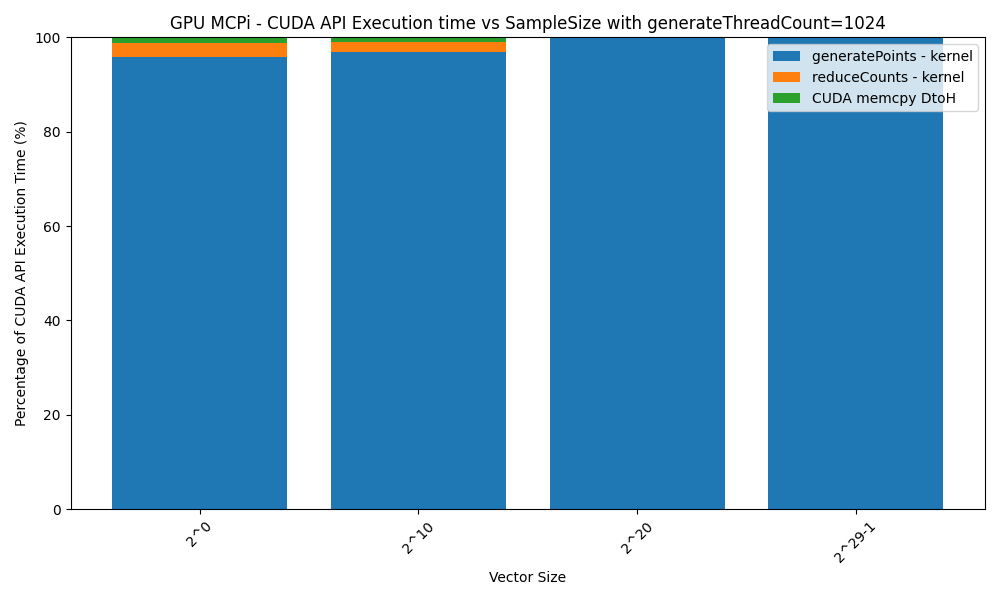 GPU MCPi - CUDA API Execution time vs SampleSize with generateThreadCount=1024
Percentage of CUDA API Execution Time (%)
100
80
60
40
20
0
generatePoints - kernel
reduceCounts - kernel
CUDA memcpy DtoH
2^0
2^10
2^20
2^29-1
Vector Size